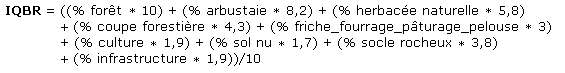 IQBR = ((% forêt * 10) + (% arbustaie * 8,2) + (% herbacée naturelle * 5,8)
+ (% coupe forestière * 4,3) + (% friche_fourrage_pâturage_pelouse * 3)
+ (% culture * 1,9) + (% sol nu * 1,7) + (% socle rocheux * 3,8)
+ (% infrastructure * 1,9))/10